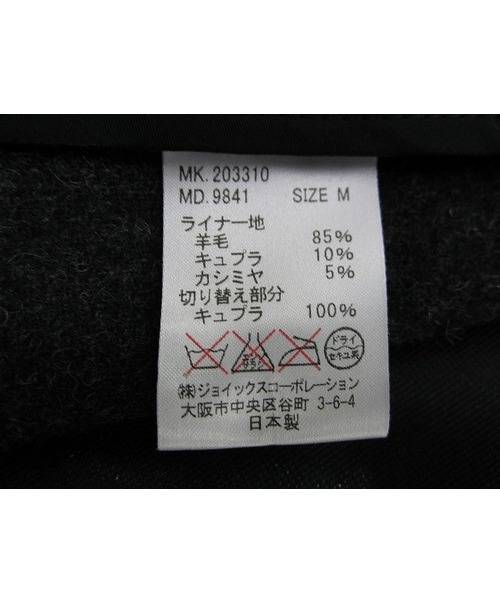 MK. 203310
MD. 9841 SIZE M
ライナー地
羊毛 85%
キュプラ 10%
カシミヤ 5%
切り替え部分
キュプラ 100%
ドライ
セキユ系
㈱ジョイックスコーポレーション
大阪市中央区谷町 3-6-4
日本製